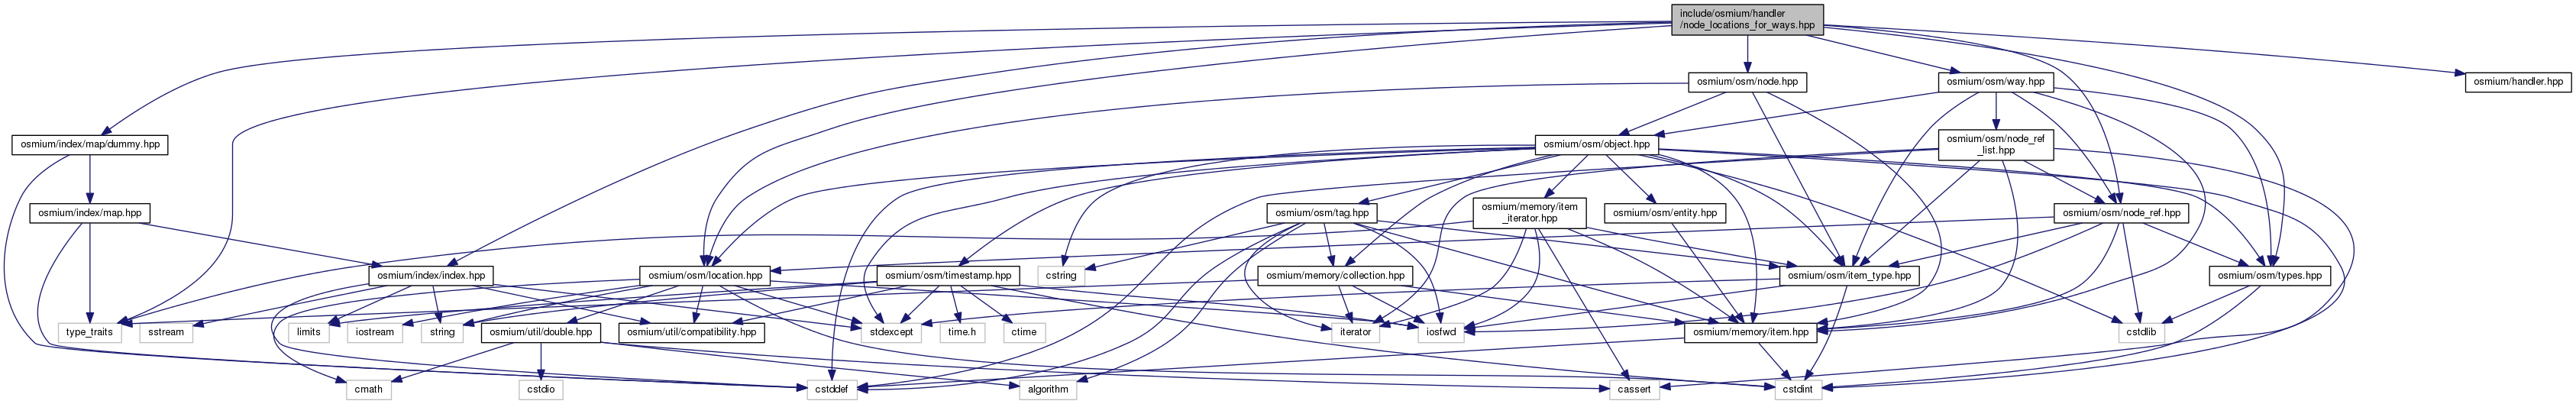 include/osmium/handler
/node_locations_for_ways.hpp
osmium/osm/node.hpp
osmium/osm/way.hpp
osmium/handler.hpp
osmium/index/map/dummy.hpp
osmium/osm/object.hpp
osmium/osm/node_ref
_list.hpp
osmium/index/map.hpp
osmium/osm/tag.hpp
osmium/memory/item
_iterator.hpp
osmium/osm/entity.hpp
osmium/osm/node_ref.hpp
osmium/index/index.hpp
osmium/osm/location.hpp
osmium/osm/timestamp.hpp
cstring
osmium/memory/collection.hpp
osmium/osm/item_type.hpp
osmium/osm/types.hpp
type_traits
sstream
limits
iostream
string
osmium/util/double.hpp
osmium/util/compatibility.hpp
stdexcept
time.h
ctime
iterator
iosfwd
osmium/memory/item.hpp
cstdlib
cmath
cstdio
cstddef
algorithm
cassert
cstdint